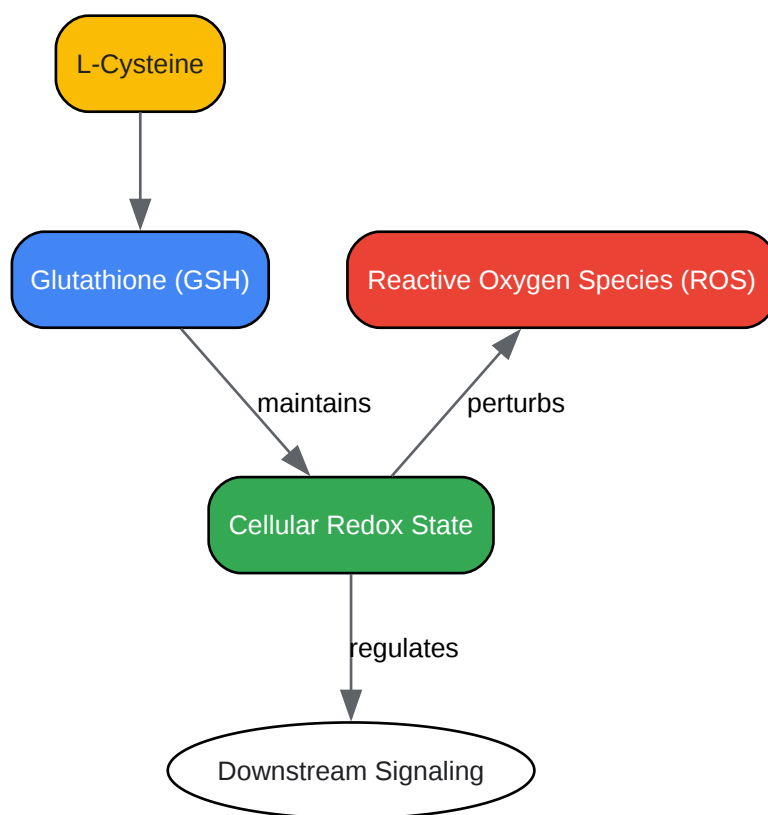 L-Cysteine
Glutathione (GSH)
Reactive Oxygen Species (ROS)
maintains
perturbs
Cellular Redox State
regulates
Downstream Signaling